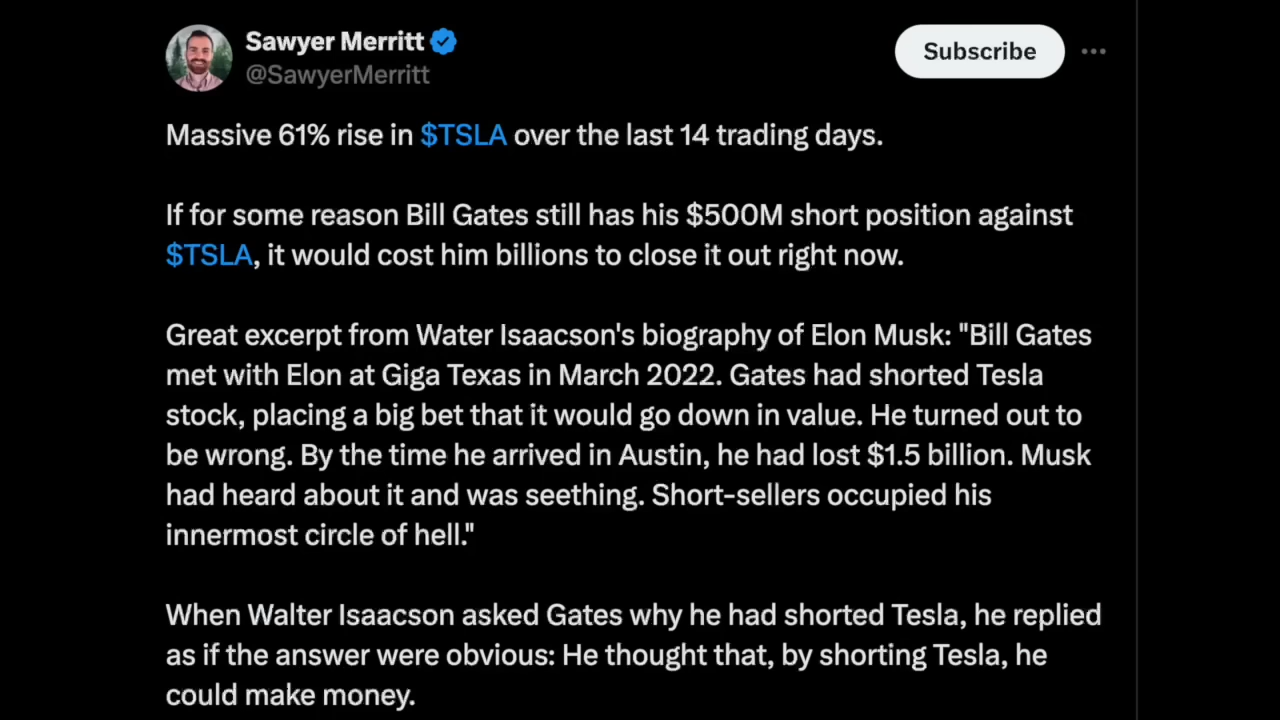 Sawyer Merritt
@SawyerMerritt
Subscribe
Massive 61% rise in $TSLA over the last 14 trading days.
If for some reason Bill Gates still has his $500M short position against
$TSLA, it would cost him billions to close it out right now.
Great excerpt from Water Isaacson's biography of Elon Musk: "Bill Gates
met with Elon at Giga Texas in March 2022. Gates had shorted Tesla
stock, placing a big bet that it would go down in value. He turned out to
be wrong. By the time he arrived in Austin, he had lost $1.5 billion. Musk
had heard about it and was seething. Short-sellers occupied his
innermost circle of hell."
When Walter Isaacson asked Gates why he had shorted Tesla, he replied
as if the answer were obvious: He thought that, by shorting Tesla, he
could make money.